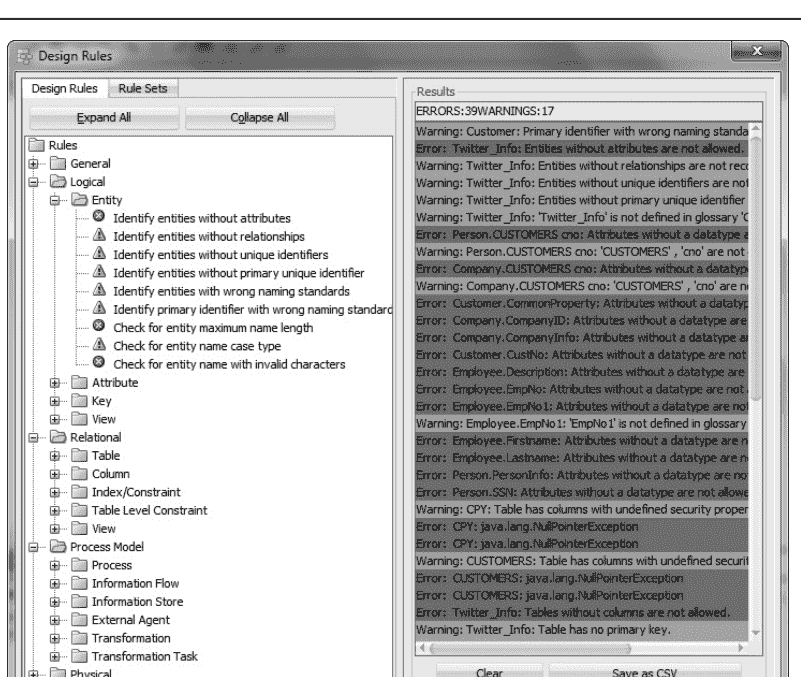 Design Rules
Design Rules Rule Sets
Expand All Collapse All
Rules
General
Logical
Entity
Identify entities without attributes
Identify entities without relationships
Identify entities without unique identifiers
Identify entities without primary unique identifier
Identify entities with wrong naming standards
Identify primary identifier with wrong naming standard
Check for entity maximum name length
Check for entity name case type
Check for entity name with invalid characters
Attribute
Key
View
Relational
Table
Column
Index/Constraint
Table Level Constraint
View
Process Model
Process
Information Flow
Information Store
External Agent
Transformation
Transformation Task
Physical
Results
ERRORS:39WARNINGS:17
Warning: Customer: Primary identifier with wrong naming standa
Error: Twitter_Info: Entities without attributes are not allowed.
Warning: Twitter_Info: Entities without relationships are not reco
Warning: Twitter_Info: Entities without unique identifiers are not
Warning: Twitter_Info: Entities without primary unique identifier
Warning: Twitter_Info: 'Twitter_Info' is not defined in glossary 'C
Error: Person.CUSTOMERS cno: Attributes without a datatype a
Warning: Person.CUSTOMERS cno: 'CUSTOMERS' , 'cno' are not
Error: Company.CUSTOMERS cno: Attributes without a datatyp
Warning: Company.CUSTOMERS cno: 'CUSTOMERS' , 'cno' are n
Error: Customer.CommonProperty: Attributes without a datatyp
Error: Company.CompanyID: Attributes without a datatype are
Error: Company.CompanyInfo: Attributes without a datatype ar
Error: Customer.CustNo: Attributes without a datatype are not
Error: Employee.Description: Attributes without a datatype are
Error: Employee.EmpNo: Attributes without a datatype are not
Error: Employee.EmpNo1: Attributes without a datatype are not
Warning: Employee.EmpNo1: 'EmpNo1' is not defined in glossary
Error: Employee.Firstname: Attributes without a datatype are n
Error: Employee.Lastname: Attributes without a datatype are n
Error: Person.PersonInfo: Attributes without a datatype are no
Error: Person.SSN: Attributes without a datatype are not allowe
Warning: CPY: Table has columns with undefined security proper
Error: CPY: java.lang.NullPointerException
Error: CPY: java.lang.NullPointerException
Warning: CUSTOMERS: Table has columns with undefined securit
Error: CUSTOMERS: java.lang.NullPointerException
Error: CUSTOMERS: java.lang.NullPointerException
Error: Twitter_Info: Tables without columns are not allowed.
Warning: Twitter_Info: Table has no primary key.
Clear Save as CSV